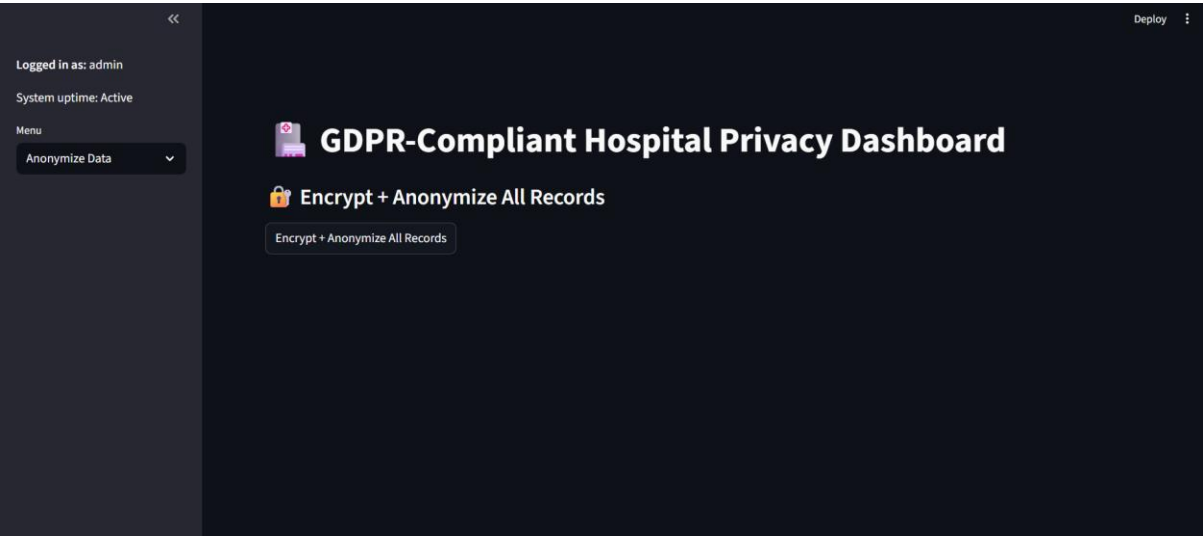 Deploy
Logged in as: admin
System uptime: Active
Menu
Anonymize Data
GDPR-Compliant Hospital Privacy Dashboard
Encrypt + Anonymize All Records
Encrypt + Anonymize All Records